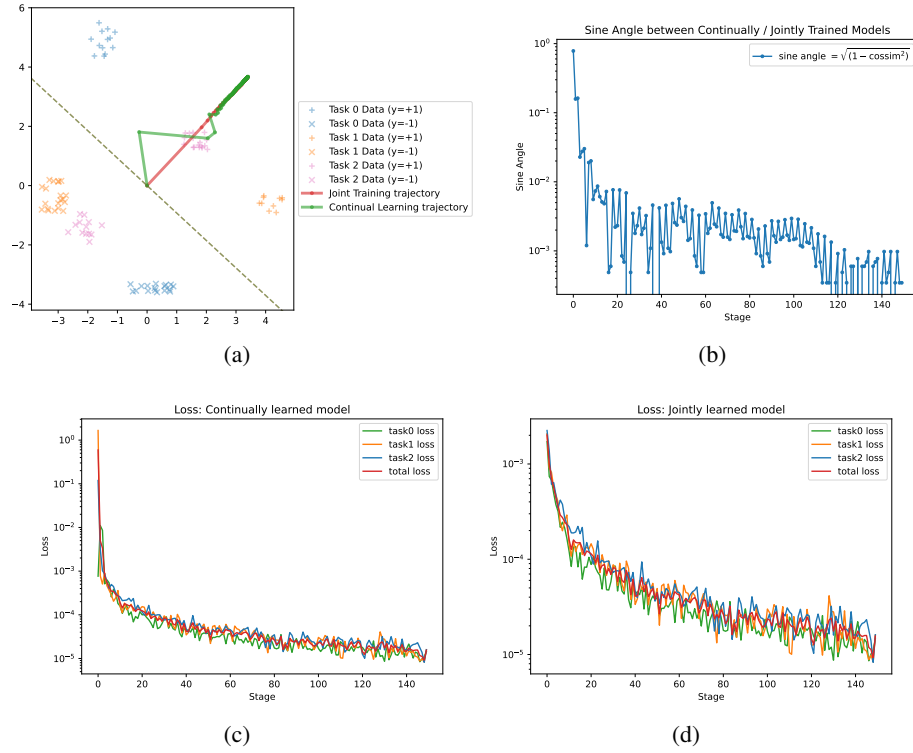 6
4
2
0
−2
−4
−3
−2
−1
0
1
2
3
4
Task 0 Data (y=+1)
Task 0 Data (y=-1)
Task 1 Data (y=+1)
Task 1 Data (y=-1)
Task 2 Data (y=+1)
Task 2 Data (y=-1)
Joint Training trajectory
Continual Learning trajectory
(a)
Sine Angle between Continually / Jointly Trained Models
sine angle = √(1 − cossim²)
Sine Angle
10⁰
10⁻¹
10⁻²
10⁻³
0
20
40
60
80
100
120
140
Stage
(b)
Loss: Continually learned model
task0 loss
task1 loss
task2 loss
total loss
Loss
10⁰
10⁻¹
10⁻²
10⁻³
10⁻⁴
10⁻⁵
0
20
40
60
80
100
120
140
Stage
(c)
Loss: Jointly learned model
task0 loss
task1 loss
task2 loss
total loss
Loss
10⁻³
10⁻⁴
10⁻⁵
0
20
40
60
80
100
120
140
Stage
(d)